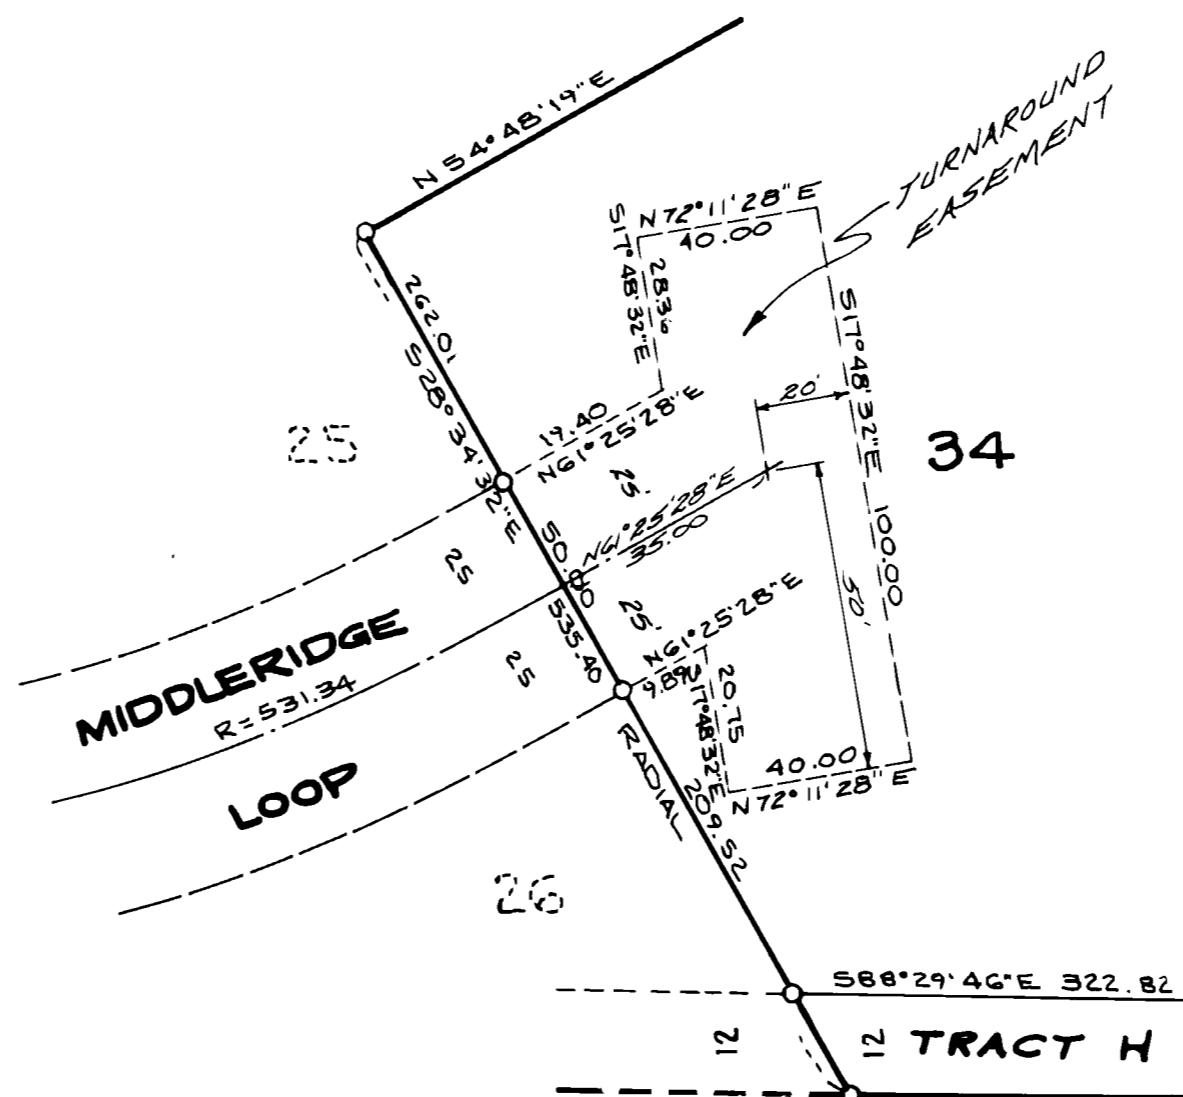 N 54°48'19"E
TURNAROUND
EASEMENT
N 72°11'28" E
40.00
S17°48'32"E
28.36
262.01
S28°34'32"E
S17°48'32"E
100.00
20'
19.40
N61°25'28"E
25
34
25'
N61°25'28"E
35.00
50.00
25
50'
535.40
25'
N61°25'28"E
9.89
MIDDLERIDGE
R=531.34
25
S17°48'32"E
20.75
LOOP
RADIAL
40.00
N 72°11'28" E
209.52
26
S88°29'46"E 322.82
12
12
TRACT H